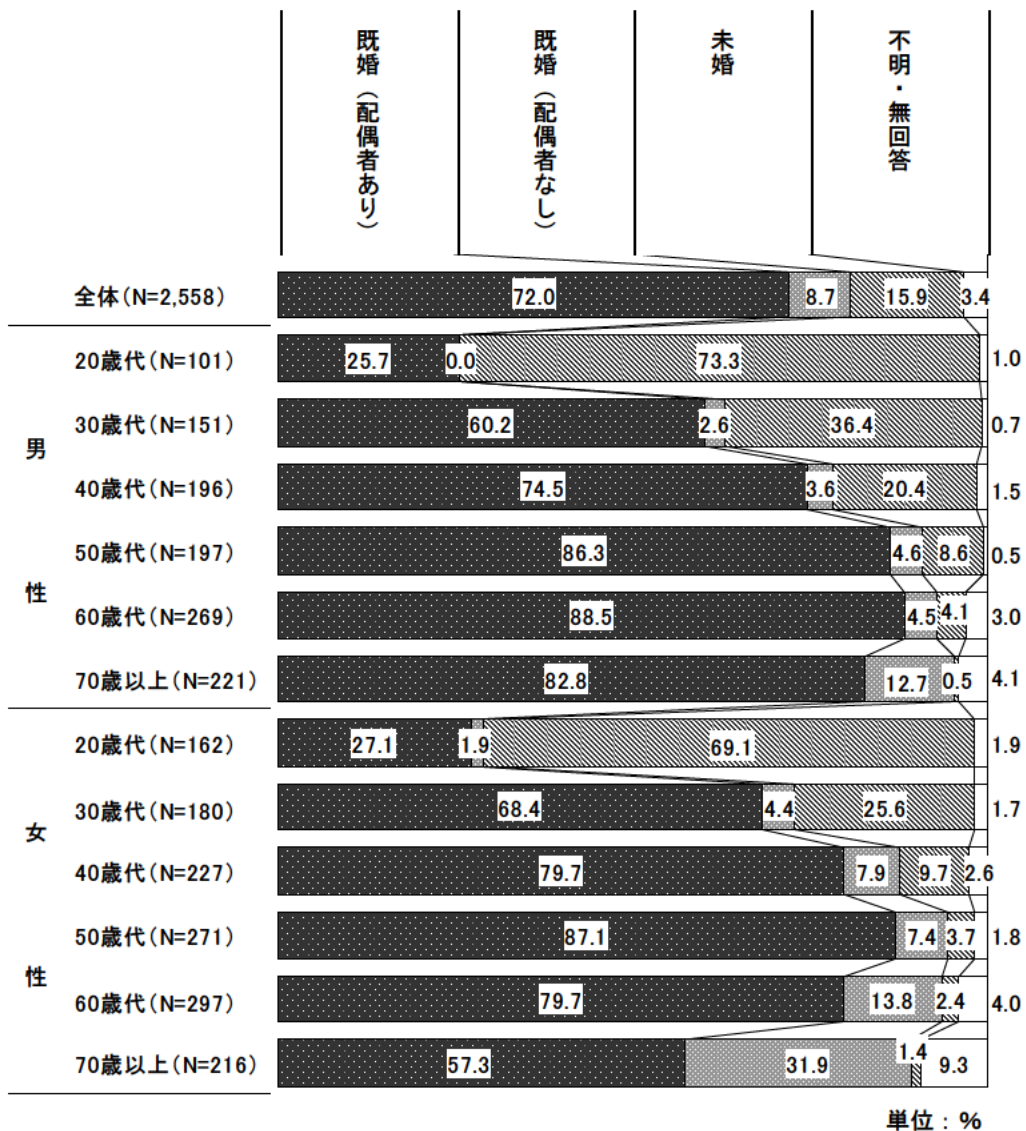 既婚（配偶者あり）
既婚（配偶者なし）
未婚
不明・無回答
全体(N=2,558) 72.0 8.7 15.9 3.4
男性
20歳代(N=101) 25.7 0.0 73.3 1.0
30歳代(N=151) 60.2 2.6 36.4 0.7
40歳代(N=196) 74.5 3.6 20.4 1.5
50歳代(N=197) 86.3 4.6 8.6 0.5
60歳代(N=269) 88.5 4.5 4.1 3.0
70歳以上(N=221) 82.8 12.7 0.5 4.1
女性
20歳代(N=162) 27.1 1.9 69.1 1.9
30歳代(N=180) 68.4 4.4 25.6 1.7
40歳代(N=227) 79.7 7.9 9.7 2.6
50歳代(N=271) 87.1 7.4 3.7 1.8
60歳代(N=297) 79.7 13.8 2.4 4.0
70歳以上(N=216) 57.3 31.9 1.4 9.3
単位：%